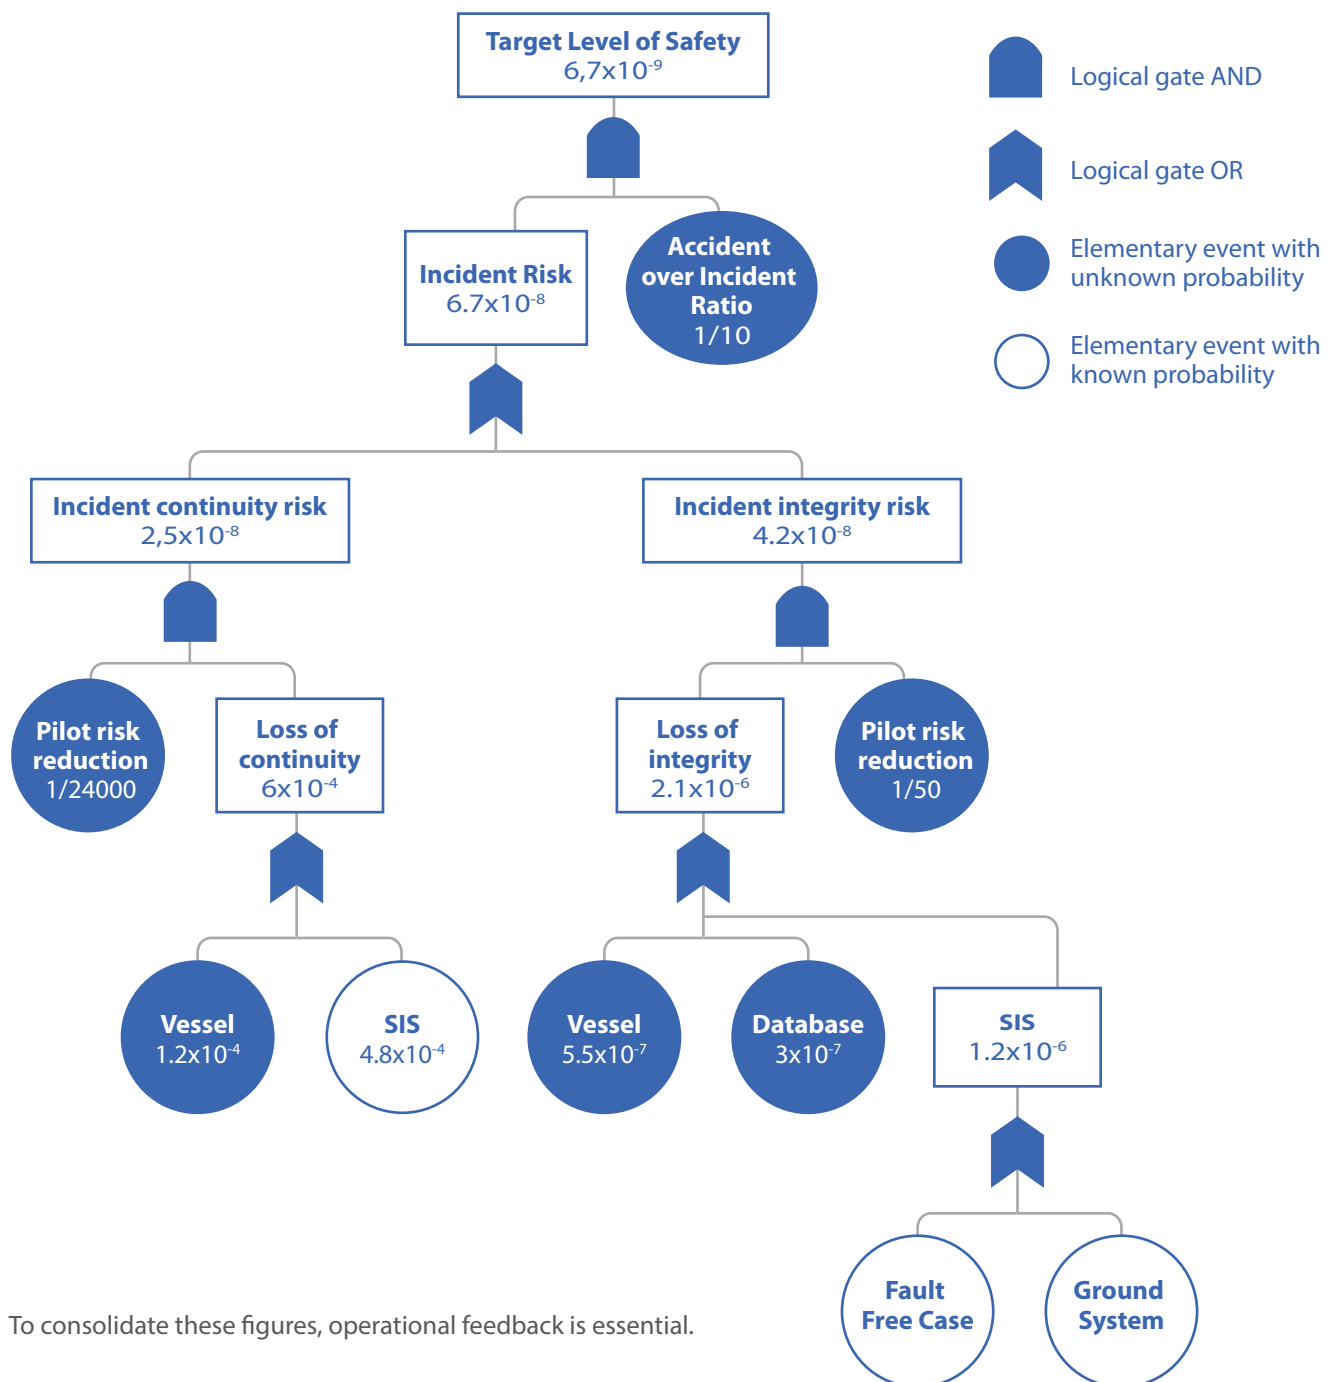 Target Level of Safety
6,7x10⁻⁹
Logical gate AND
Logical gate OR
Elementary event with
unknown probability
Elementary event with
known probability
Incident Risk
6.7x10⁻⁸
Accident
over Incident
Ratio
1/10
Incident continuity risk
2,5x10⁻⁸
Incident integrity risk
4.2x10⁻⁸
Pilot risk
reduction
1/24000
Loss of
continuity
6x10⁻⁴
Loss of
integrity
2.1x10⁻⁶
Pilot risk
reduction
1/50
Vessel
1.2x10⁻⁴
SIS
4.8x10⁻⁴
Vessel
5.5x10⁻⁷
Database
3x10⁻⁷
SIS
1.2x10⁻⁶
Fault
Free Case
Ground
System
To consolidate these figures, operational feedback is essential.